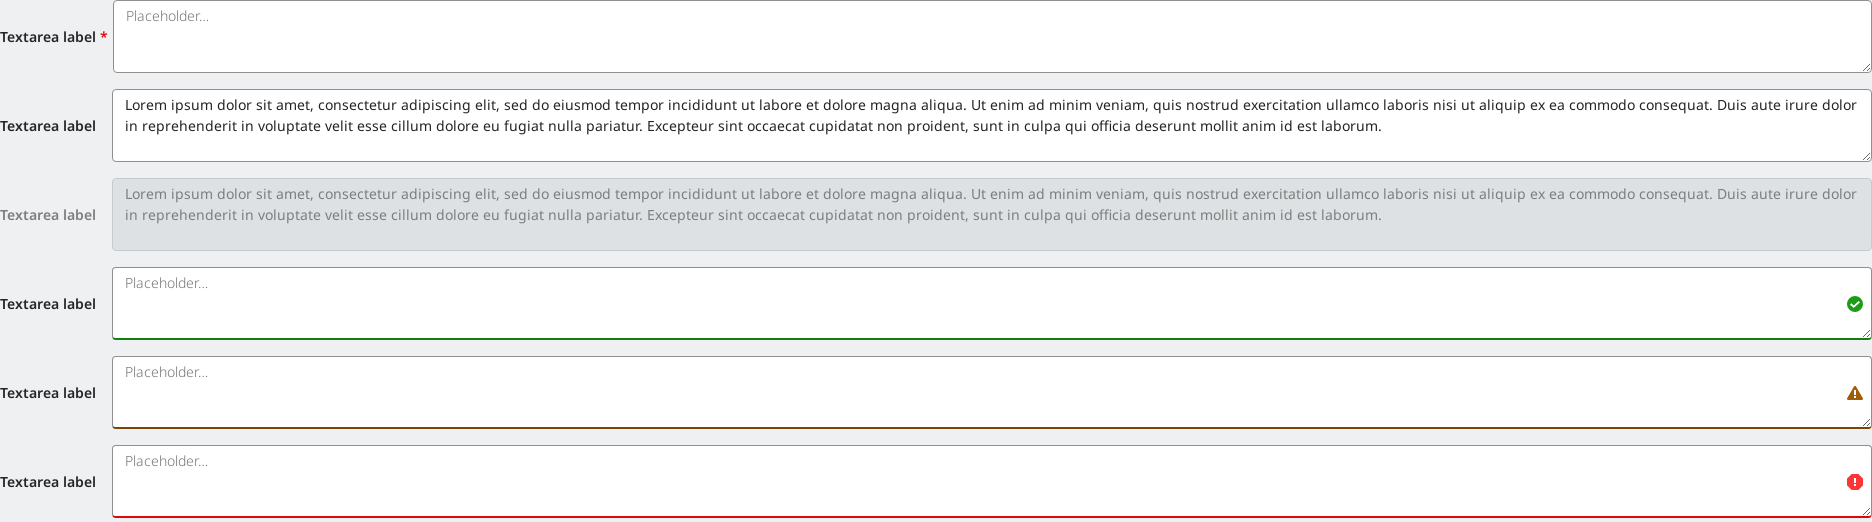 Placeholder...
Textarea label *
Lorem ipsum dolor sit amet, consectetur adipiscing elit, sed do eiusmod tempor incididunt ut labore et dolore magna aliqua. Ut enim ad minim veniam, quis nostrud exercitation ullamco laboris nisi ut aliquip ex ea commodo consequat. Duis aute irure dolor
Textarea label
in reprehenderit in voluptate velit esse cillum dolore eu fugiat nulla pariatur. Excepteur sint occaecat cupidatat non proident, sunt in culpa qui officia deserunt mollit anim id est laborum.
Lorem ipsum dolor sit amet, consectetur adipiscing elit, sed do eiusmod tempor incididunt ut labore et dolore magna aliqua. Ut enim ad minim veniam, quis nostrud exercitation ullamco laboris nisi ut aliquip ex ea commodo consequat. Duis aute irure dolor
Textarea label
in reprehenderit in voluptate velit esse cillum dolore eu fugiat nulla pariatur. Excepteur sint occaecat cupidatat non proident, sunt in culpa qui officia deserunt mollit anim id est laborum.
Placeholder...
Textarea label
Placeholder...
Textarea label
Placeholder...
Textarea label